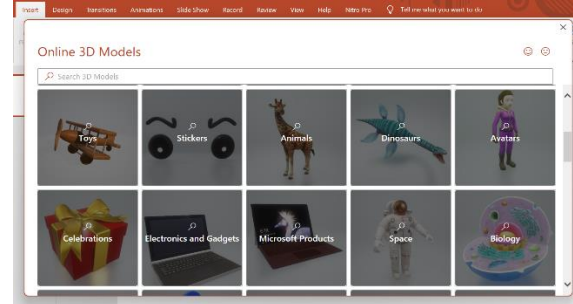 Insert Design Transitions Animations Slide Show Record Review View Help Nitro Pro Tell me what you want to do
Online 3D Models
Search 3D Models
Toys Stickers Animals Dinosaurs Avatars
Celebrations Electronics and Gadgets Microsoft Products Space Biology